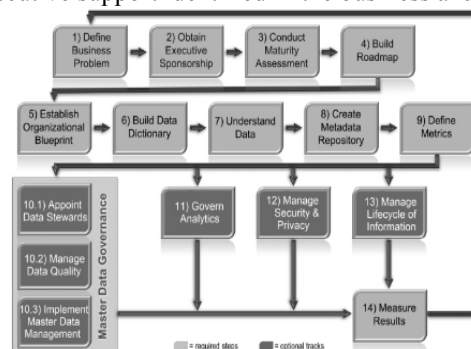 1) Define
Business
Problem
2) Obtain
Executive
Sponsorship
3) Conduct
Maturity
Assessment
4) Build
Roadmap
5) Establish
Organizational
Blueprint
6) Build Data
Dictionary
7) Understand
Data
8) Create
Metadata
Repository
9) Define
Metrics
10.1) Appoint
Data Stewards
10.2) Manage
Data Quality
10.3) Implement
Master Data
Management
Master Data Governance
11) Govern
Analytics
12) Manage
Security &
Privacy
13) Manage
Lifecycle of
Information
14) Measure
Results
= required steps
= optional tracks